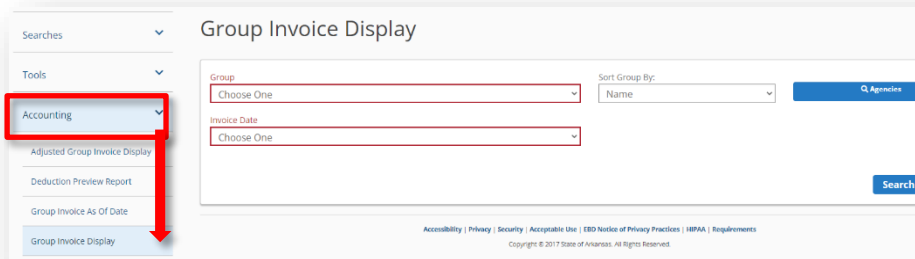 Searches
Tools
Accounting
Adjusted Group Invoice Display
Deduction Preview Report
Group Invoice As Of Date
Group Invoice Display
Group Invoice Display
Group
Choose One
Sort Group By:
Name
Agencies
Invoice Date
Choose One
Search
Accessibility | Privacy | Security | Acceptable Use | EBD Notice of Privacy Practices | HIPAA | Requirements
Copyright © 2017 State of Arkansas. All Rights Reserved.